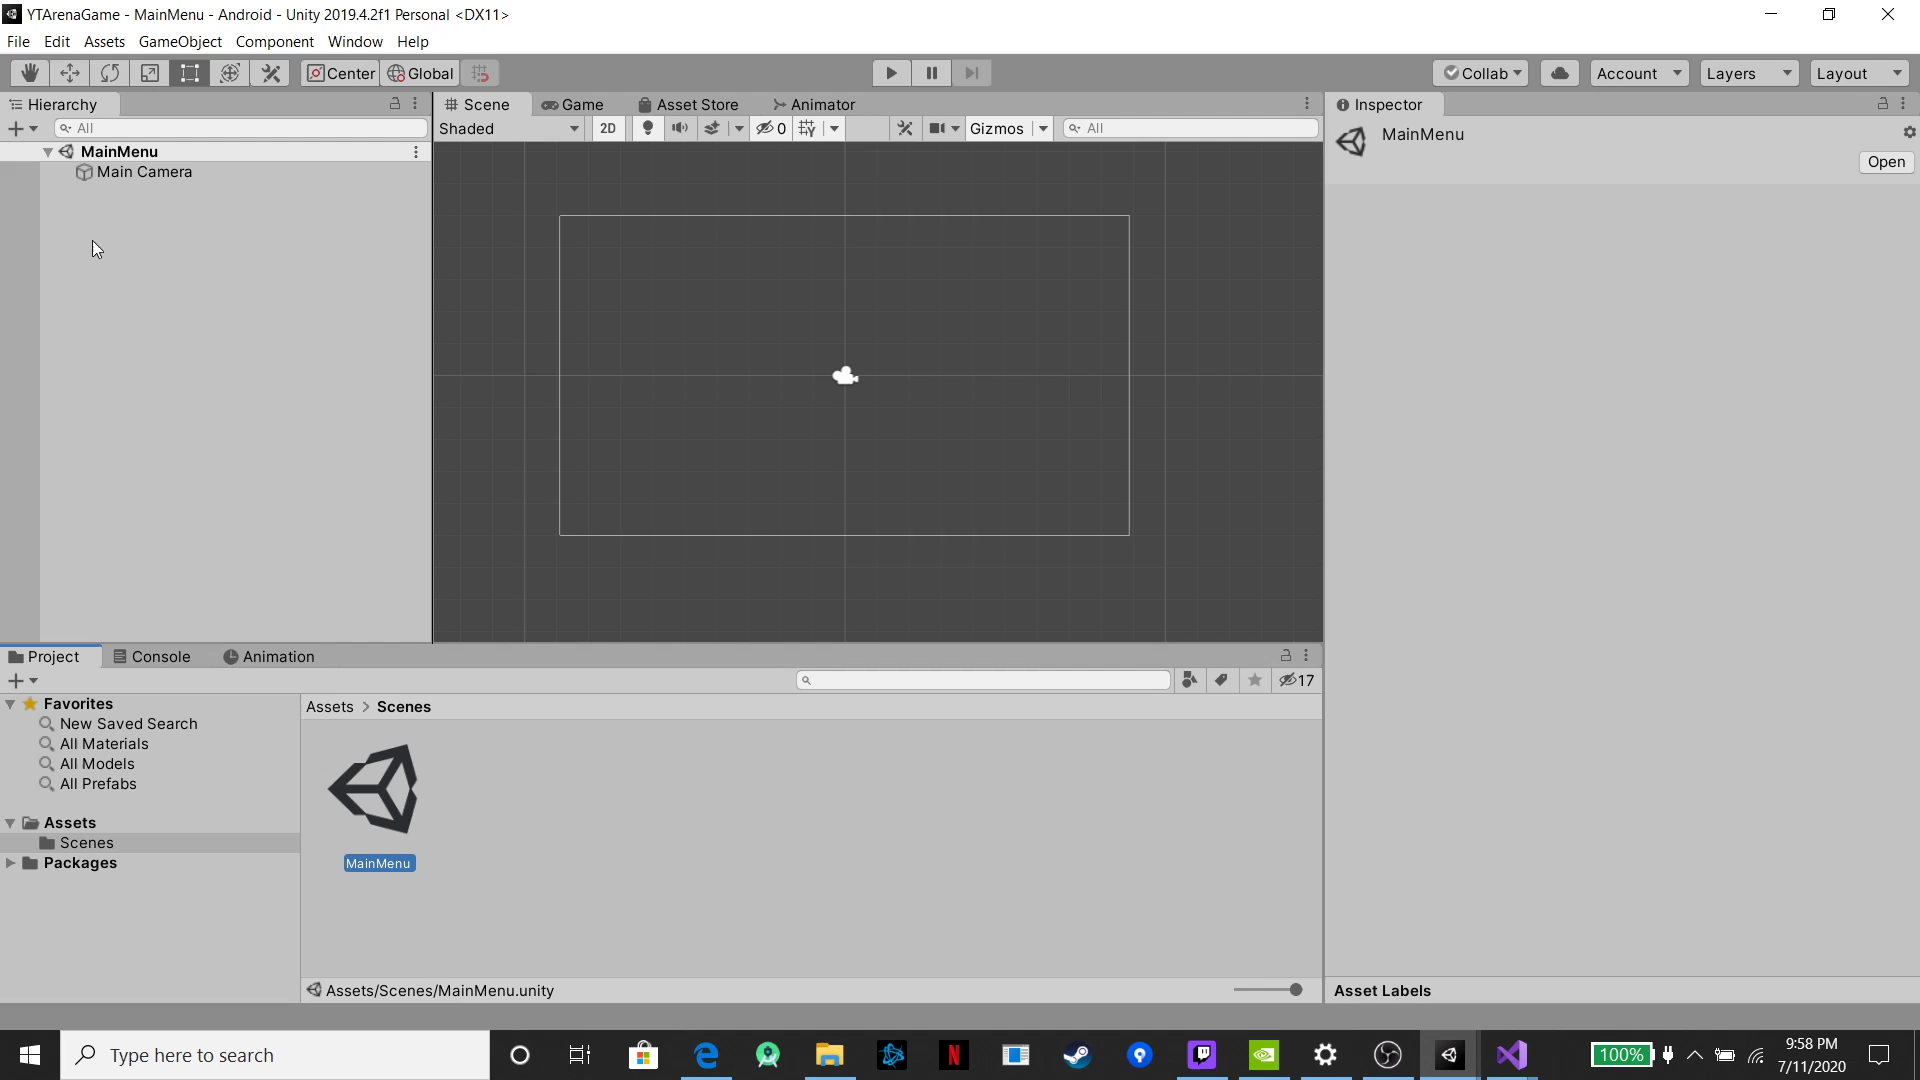 YTArenaGame - MainMenu - Android - Unity 2019.4.2f1 Personal <DX11>
File Edit Assets GameObject Component Window Help
Center Global Collab Account Layers Layout
Hierarchy
All
MainMenu
Main Camera
Scene Game Asset Store Animator
Shaded 2D 0 Gizmos All
Inspector
MainMenu
Open
Project Console Animation
17
Favorites
New Saved Search
All Materials
All Models
All Prefabs
Assets
Scenes
Packages
Assets > Scenes
MainMenu
Assets/Scenes/MainMenu.unity
Asset Labels
Type here to search
N
100%
9:58 PM
7/11/2020